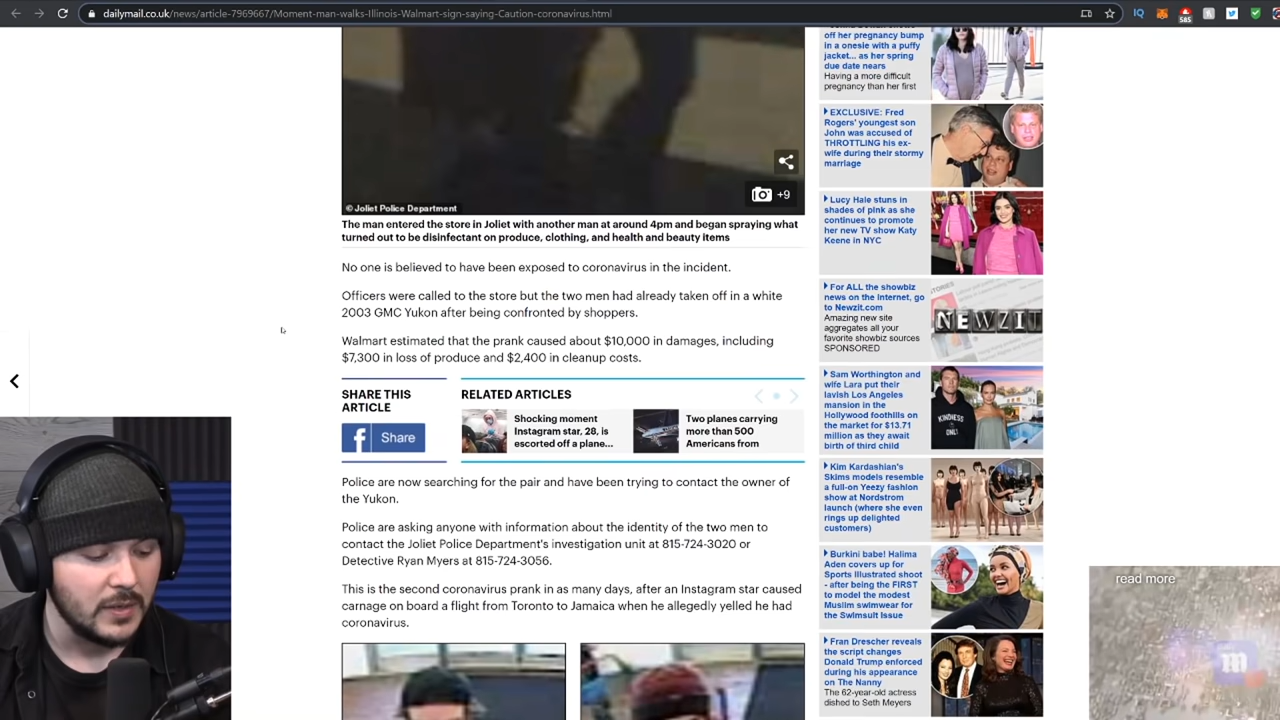 dailymail.co.uk/news/article-7969667/Moment-man-walks-Illinois-Walmart-sign-saying-Caution-coronavirus.html
IQ
585
+9
© Joliet Police Department
The man entered the store in Joliet with another man at around 4pm and began spraying what
turned out to be disinfectant on produce, clothing, and health and beauty items
No one is believed to have been exposed to coronavirus in the incident.
Officers were called to the store but the two men had already taken off in a white
2003 GMC Yukon after being confronted by shoppers.
Walmart estimated that the prank caused about $10,000 in damages, including
$7,300 in loss of produce and $2,400 in cleanup costs.
SHARE THIS
ARTICLE
f Share
RELATED ARTICLES
Shocking moment
Instagram star, 28, is
escorted off a plane...
Two planes carrying
more than 500
Americans from
Police are now searching for the pair and have been trying to contact the owner of
the Yukon.
Police are asking anyone with information about the identity of the two men to
contact the Joliet Police Department's investigation unit at 815-724-3020 or
Detective Ryan Myers at 815-724-3056.
This is the second coronavirus prank in as many days, after an Instagram star caused
carnage on board a flight from Toronto to Jamaica when he allegedly yelled he had
coronavirus.
off her pregnancy bump
in a onesie with a puffy
jacket... as her spring
due date nears
Having a more difficult
pregnancy than her first
EXCLUSIVE: Fred
Rogers' youngest son
John was accused of
THROTTLING his ex-
wife during their stormy
marriage
Lucy Hale stuns in
shades of pink as she
continues to promote
her new TV show Katy
Keene in NYC
For ALL the showbiz
news on the Internet, go
to Newzit.com
Amazing new site
aggregates all your
favorite showbiz sources
SPONSORED
NEWZIT
Sam Worthington and
wife Lara put their
lavish Los Angeles
mansion in the
Hollywood foothills on
the market for $13.71
million as they await
birth of third child
KINDNESS
ONLY
Kim Kardashian's
Skims models resemble
a full-on Yeezy fashion
show at Nordstrom
launch (where she even
rings up delighted
customers)
Burkini babe! Halima
Aden covers up for
Sports Illustrated shoot
- after being the FIRST
to model the modest
Muslim swimwear for
the Swimsuit Issue
Fran Drescher reveals
the script changes
Donald Trump enforced
during his appearance
on The Nanny
The 62-year-old actress
dished to Seth Meyers
read more
m